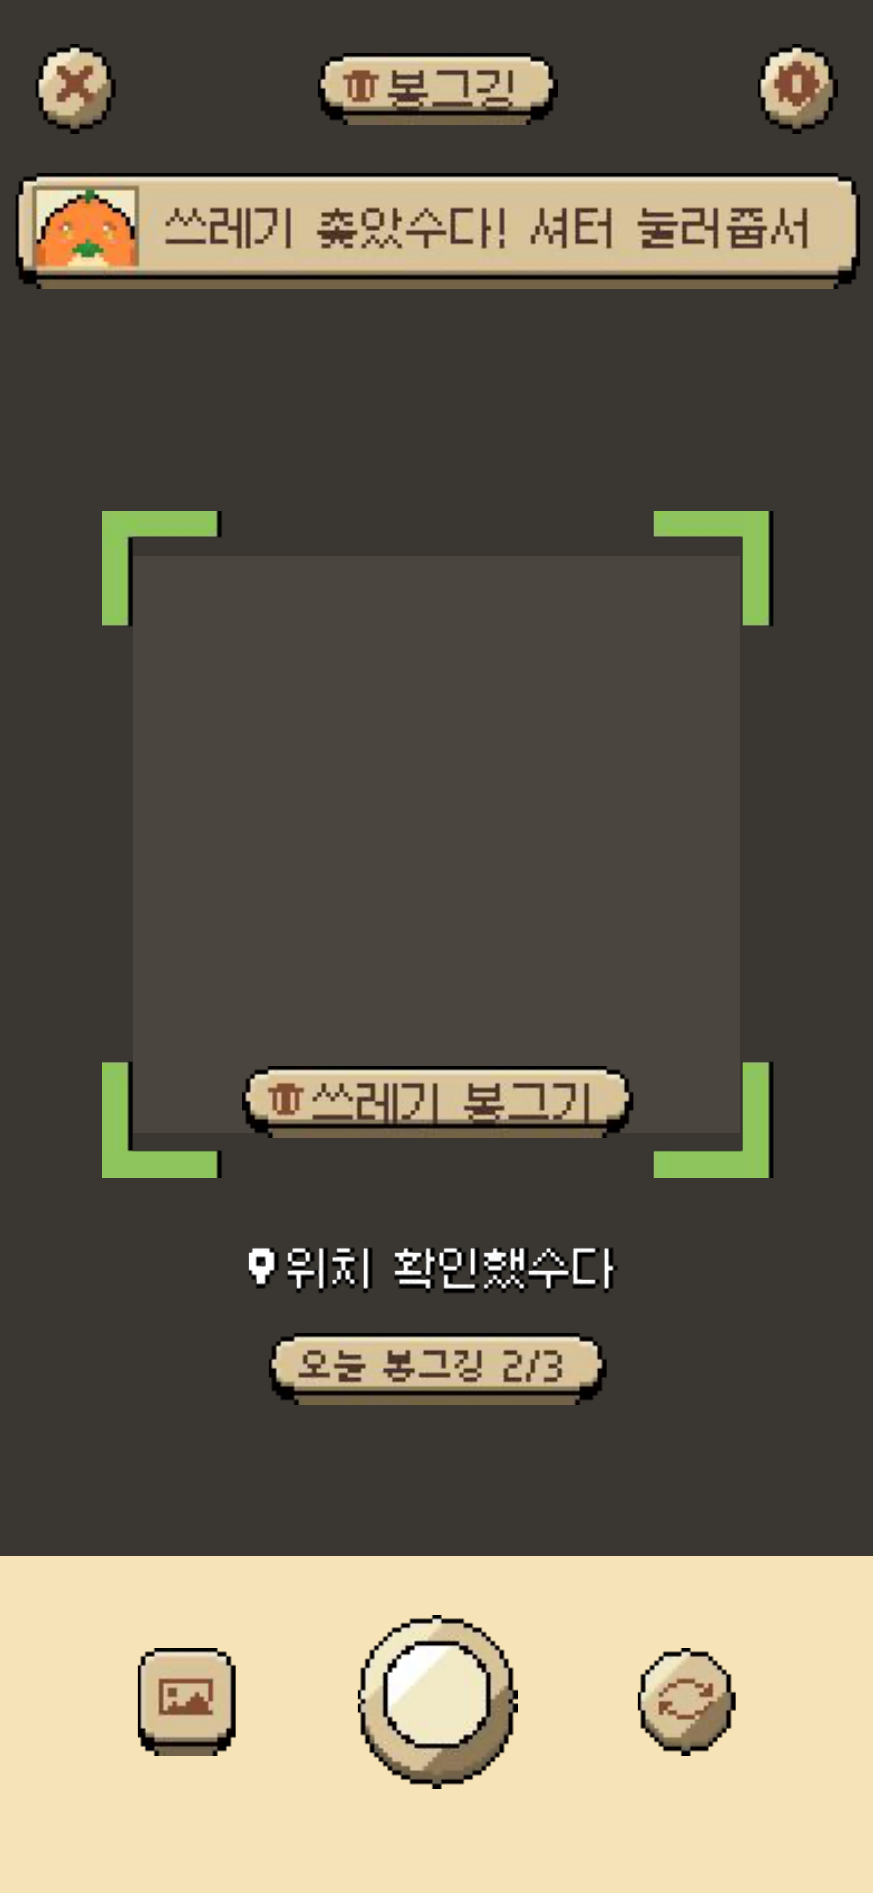 봉그깅
쓰레기 춪았수다! 셔터 눌러줍서
쓰레기 봉그기
위치 확인했수다
오늘 봉그깅 2/3